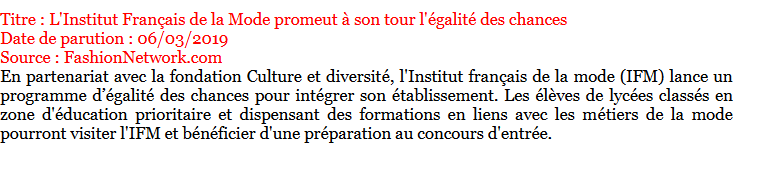 Titre : L'Institut Français de la Mode promeut à son tour l'égalité des chances
Date de parution : 06/03/2019
Source : FashionNetwork.com
En partenariat avec la fondation Culture et diversité, l'Institut français de la mode (IFM) lance un
programme d’égalité des chances pour intégrer son établissement. Les élèves de lycées classés en
zone d'éducation prioritaire et dispensant des formations en liens avec les métiers de la mode
pourront visiter l'IFM et bénéficier d'une préparation au concours d'entrée.